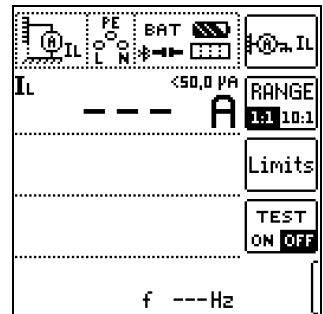 IL
PE
L N
BAT
IL
IL
<50,0 µA
--- A
RANGE
1:1 10:1
Limits
TEST
ON OFF
f ---Hz